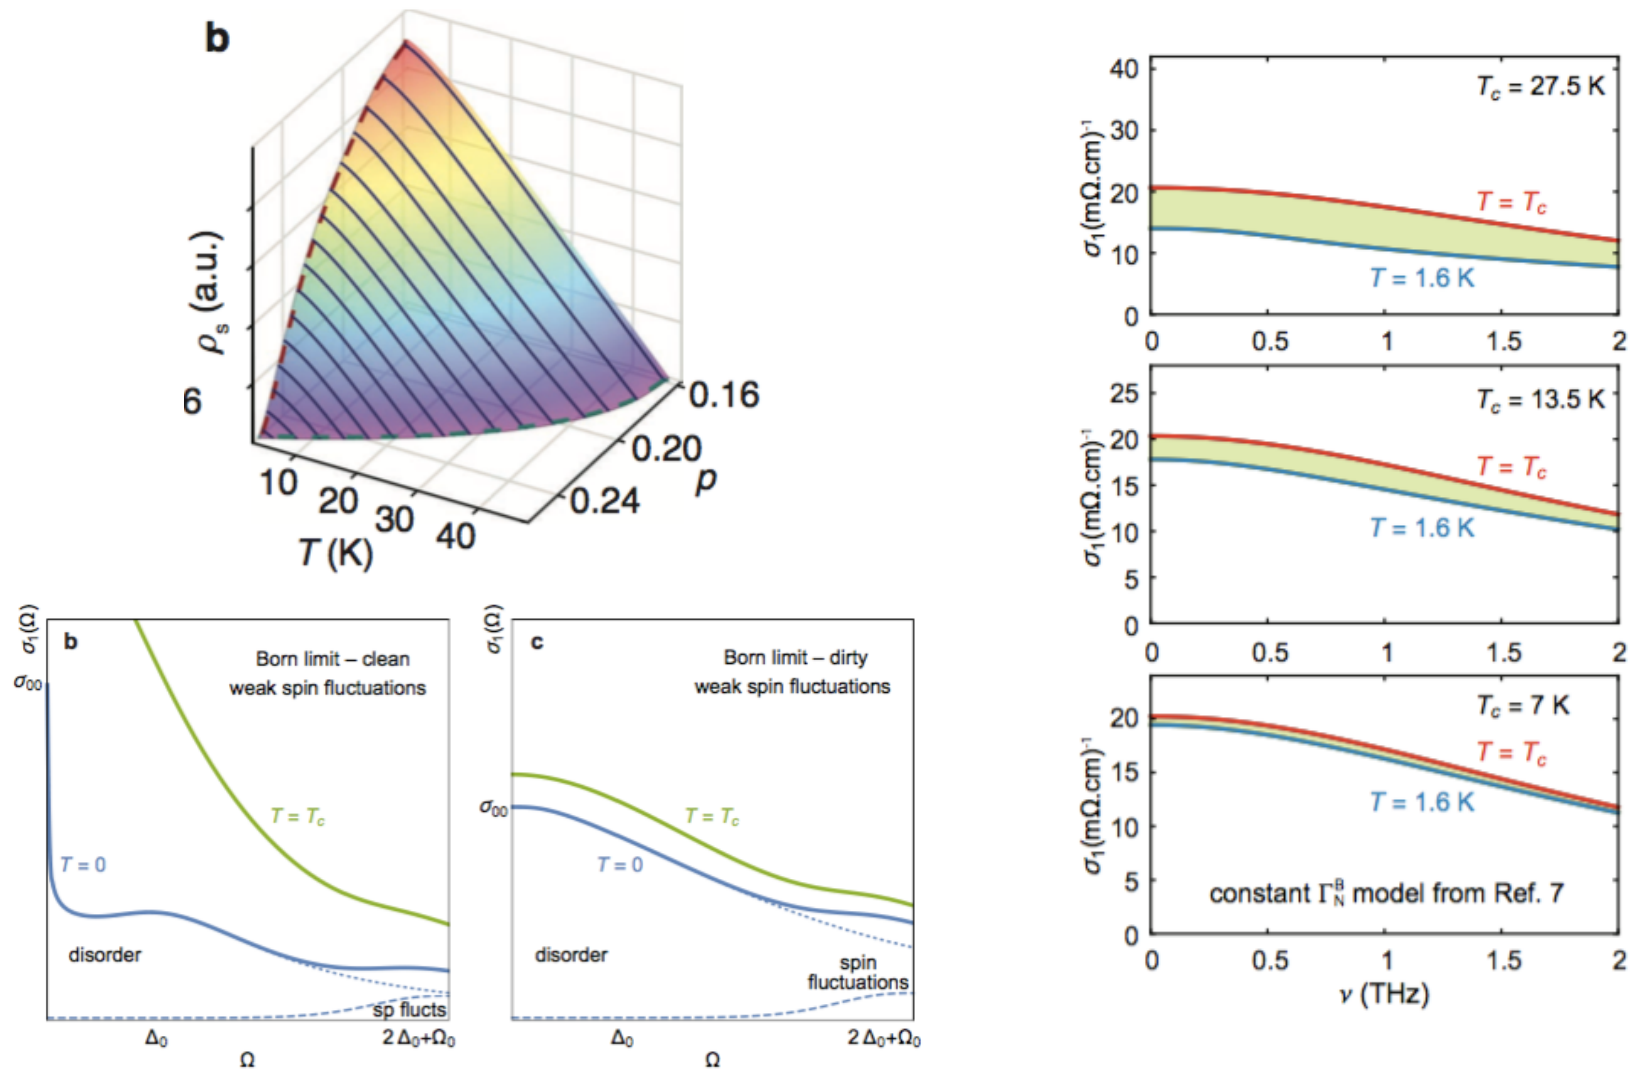 b
ρs (a.u.)
6
10
20
30
40
T (K)
0.16
0.20
0.24
p
σ₁(Ω)
b
Born limit – clean
weak spin fluctuations
σ₀₀
T = Tc
T = 0
disorder
sp flucts
Δ₀
2 Δ₀+Ω₀
Ω
σ₁(Ω)
c
Born limit – dirty
weak spin fluctuations
σ₀₀
T = Tc
T = 0
disorder
spin
fluctuations
Δ₀
2 Δ₀+Ω₀
Ω
σ₁(mΩ.cm)⁻¹
40
30
20
10
0
Tc = 27.5 K
T = Tc
T = 1.6 K
0 0.5 1 1.5 2
σ₁(mΩ.cm)⁻¹
25
20
15
10
5
0
Tc = 13.5 K
T = Tc
T = 1.6 K
0 0.5 1 1.5 2
σ₁(mΩ.cm)⁻¹
20
15
10
5
0
Tc = 7 K
T = Tc
T = 1.6 K
constant Γ_N^B model from Ref. 7
0 0.5 1 1.5 2
ν (THz)